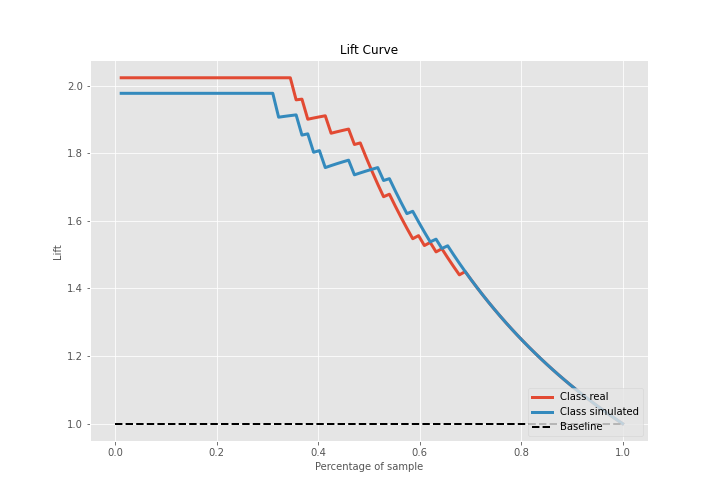 Lift Curve
2.0
1.8
1.6
1.4
1.2
1.0
Lift
0.0 0.2 0.4 0.6 0.8 1.0
Percentage of sample
Class real
Class simulated
Baseline